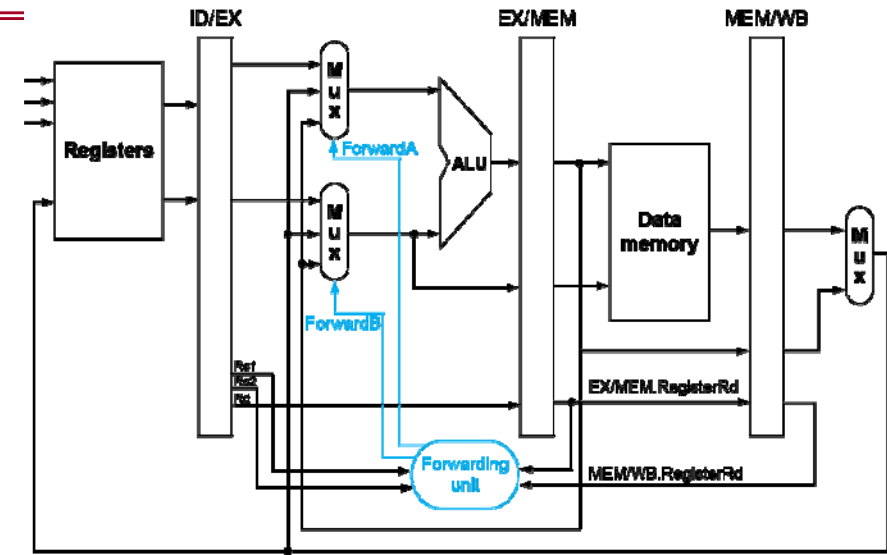 ID/EX
EX/MEM
MEM/WB
M
u
x
Registers
ForwardA
ALU
M
u
x
Data
memory
M
u
x
ForwardB
Rs1
Rs2
Rd
EX/MEM.RegisterRd
Forwarding
unit
MEM/WB.RegisterRd